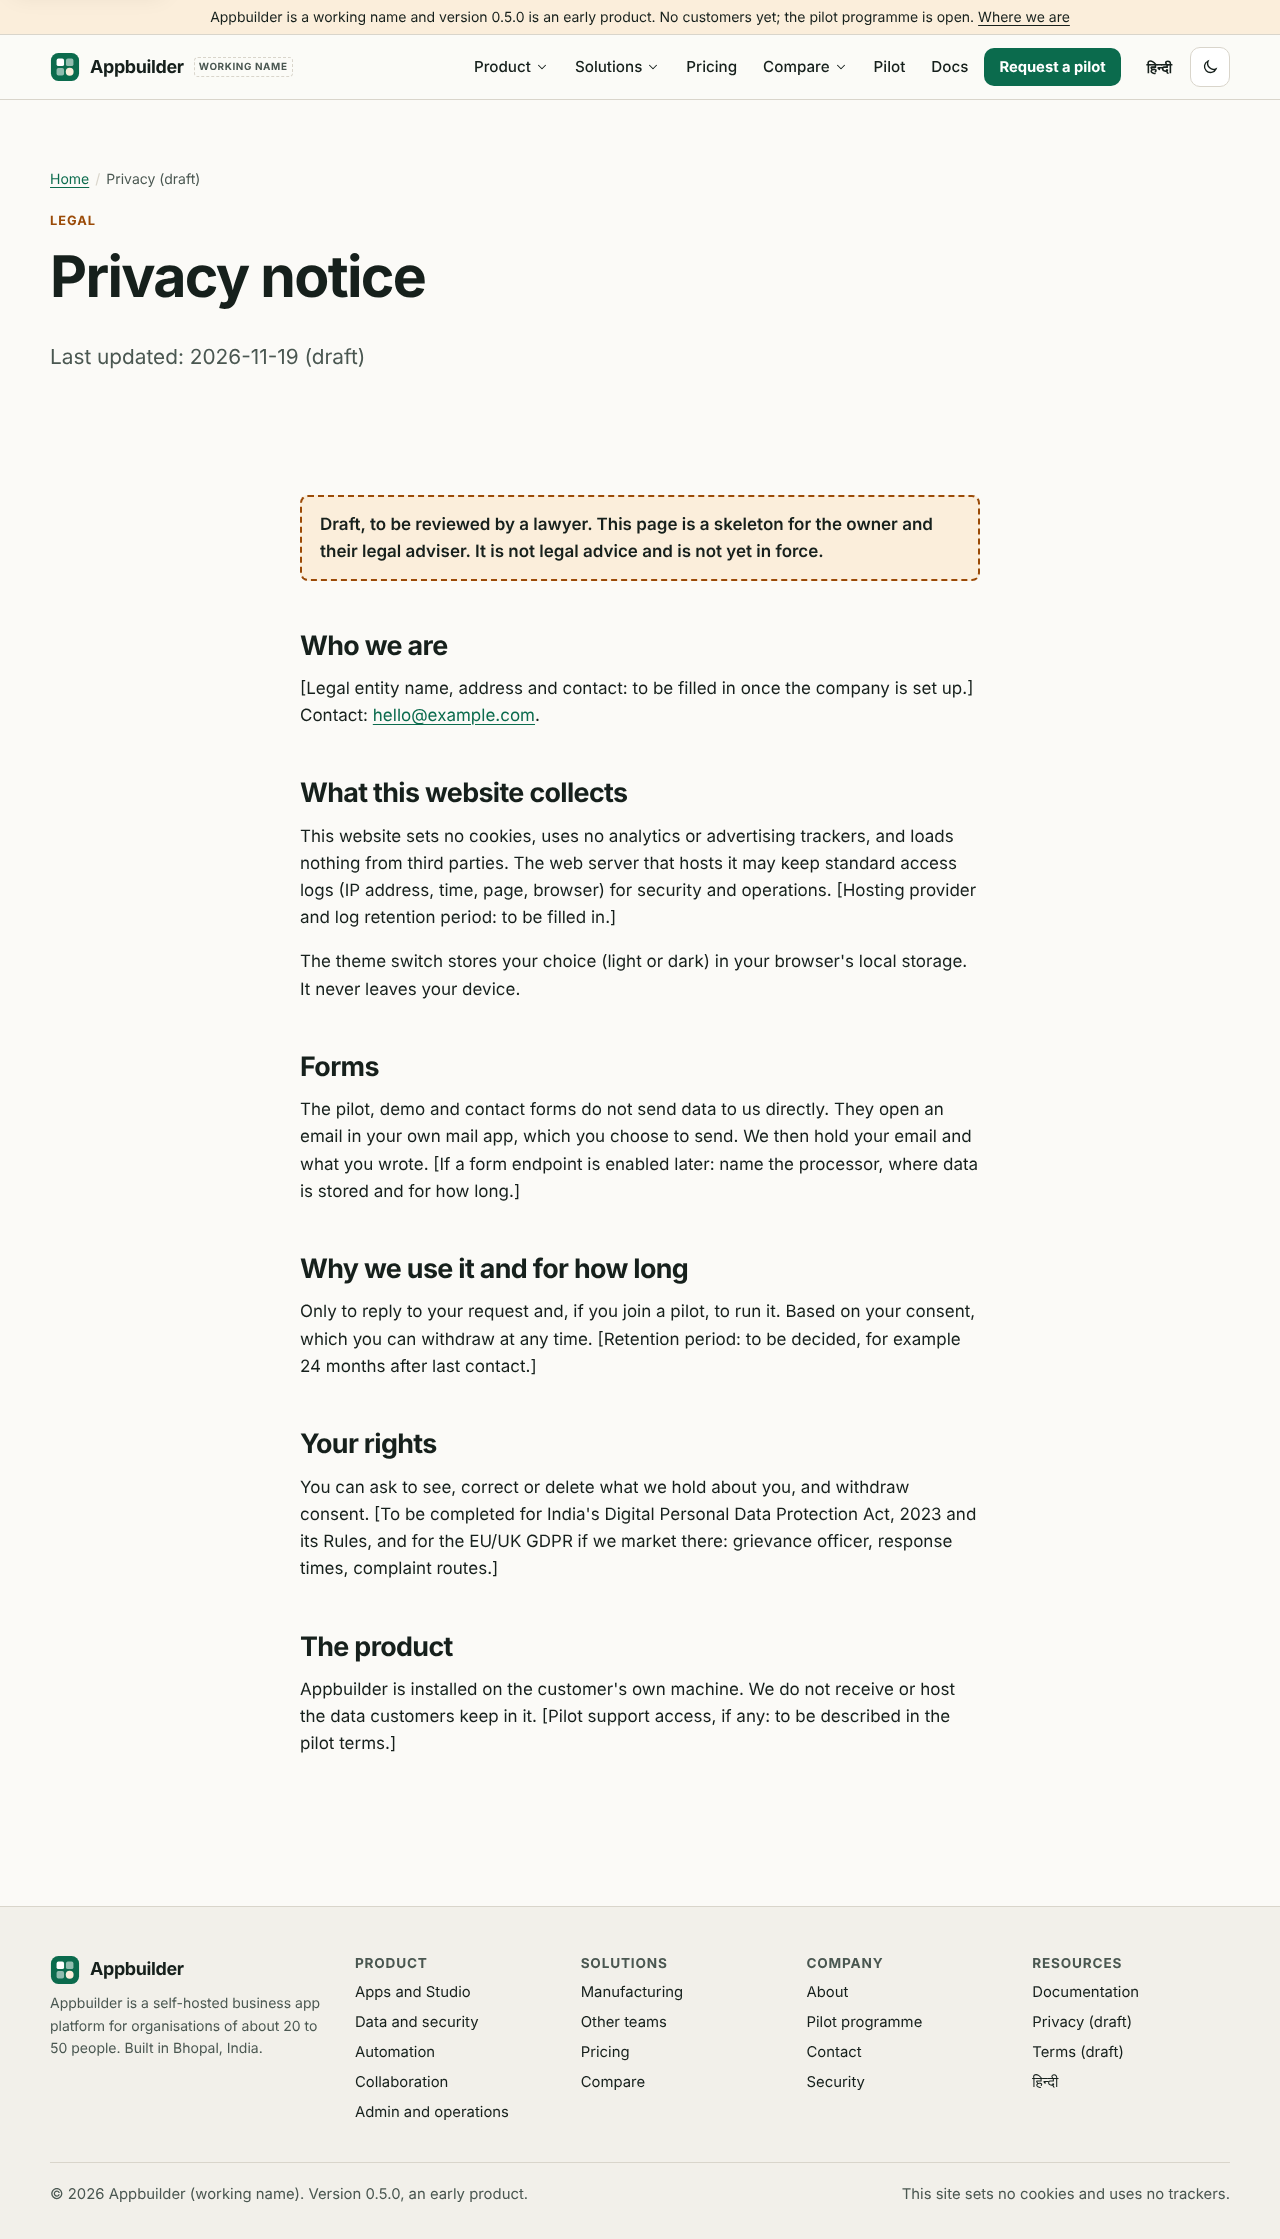 Appbuilder is a working name and version 0.5.0 is an early product. No customers yet; the pilot programme is open. Where we are
Appbuilder WORKING NAME Product Solutions Pricing Compare Pilot Docs Request a pilot हिन्दी
Home / Privacy (draft)
LEGAL
Privacy notice
Last updated: 2026-11-19 (draft)
Draft, to be reviewed by a lawyer. This page is a skeleton for the owner and
their legal adviser. It is not legal advice and is not yet in force.
Who we are
[Legal entity name, address and contact: to be filled in once the company is set up.]
Contact: hello@example.com.
What this website collects
This website sets no cookies, uses no analytics or advertising trackers, and loads
nothing from third parties. The web server that hosts it may keep standard access
logs (IP address, time, page, browser) for security and operations. [Hosting provider
and log retention period: to be filled in.]
The theme switch stores your choice (light or dark) in your browser's local storage.
It never leaves your device.
Forms
The pilot, demo and contact forms do not send data to us directly. They open an
email in your own mail app, which you choose to send. We then hold your email and
what you wrote. [If a form endpoint is enabled later: name the processor, where data
is stored and for how long.]
Why we use it and for how long
Only to reply to your request and, if you join a pilot, to run it. Based on your consent,
which you can withdraw at any time. [Retention period: to be decided, for example
24 months after last contact.]
Your rights
You can ask to see, correct or delete what we hold about you, and withdraw
consent. [To be completed for India's Digital Personal Data Protection Act, 2023 and
its Rules, and for the EU/UK GDPR if we market there: grievance officer, response
times, complaint routes.]
The product
Appbuilder is installed on the customer's own machine. We do not receive or host
the data customers keep in it. [Pilot support access, if any: to be described in the
pilot terms.]
Appbuilder
Appbuilder is a self-hosted business app
platform for organisations of about 20 to
50 people. Built in Bhopal, India.
PRODUCT
Apps and Studio
Data and security
Automation
Collaboration
Admin and operations
SOLUTIONS
Manufacturing
Other teams
Pricing
Compare
COMPANY
About
Pilot programme
Contact
Security
RESOURCES
Documentation
Privacy (draft)
Terms (draft)
हिन्दी
© 2026 Appbuilder (working name). Version 0.5.0, an early product.
This site sets no cookies and uses no trackers.